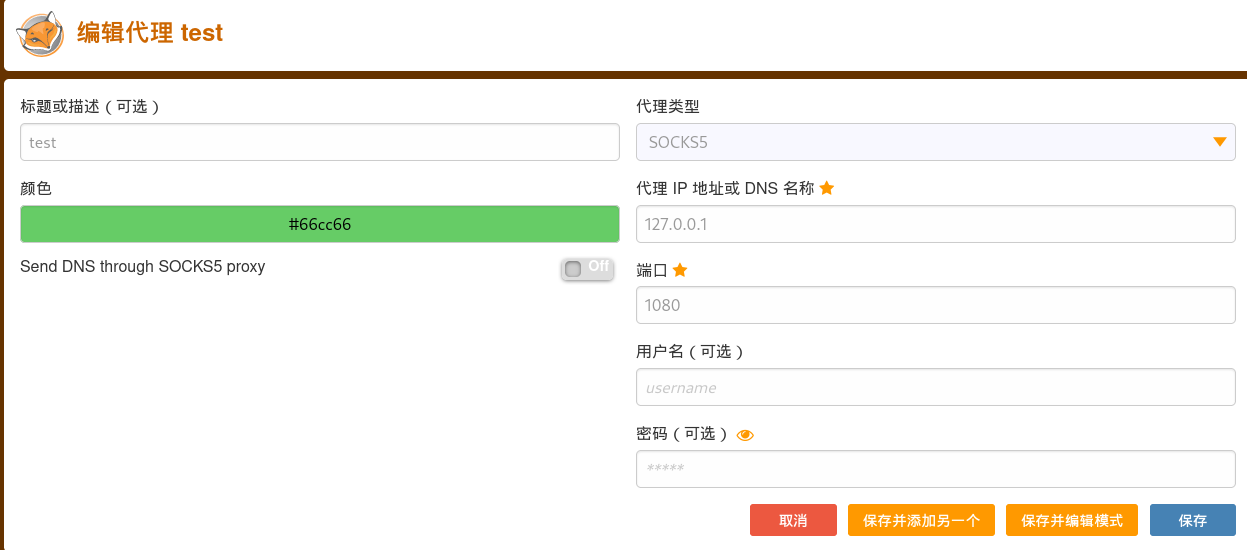 编辑代理 test
标题或描述（可选）
test
颜色
#66cc66
Send DNS through SOCKS5 proxy
Off
代理类型
SOCKS5
代理 IP 地址或 DNS 名称
127.0.0.1
端口
1080
用户名（可选）
username
密码（可选）
*****
取消
保存并添加另一个
保存并编辑模式
保存